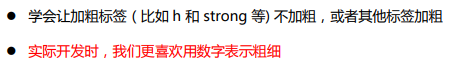 ● 学会让加粗标签（比如 h 和 strong 等) 不加粗，或者其他标签加粗
● 实际开发时，我们更喜欢用数字表示粗细